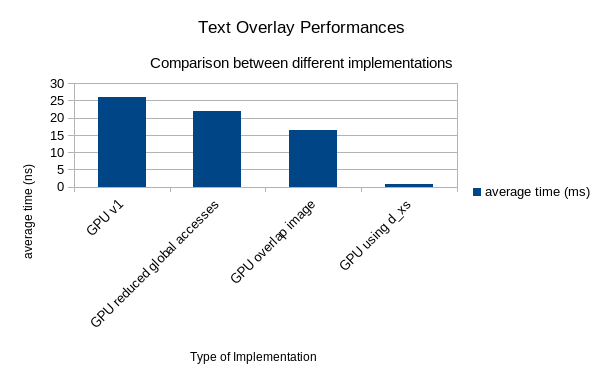 Text Overlay Performances
Comparison between different implementations
30
25
20
15
10
5
0
average time (ns)
GPU v1
GPU reduced global accesses
GPU overlap image
GPU using d_xs
average time (ms)
Type of Implementation